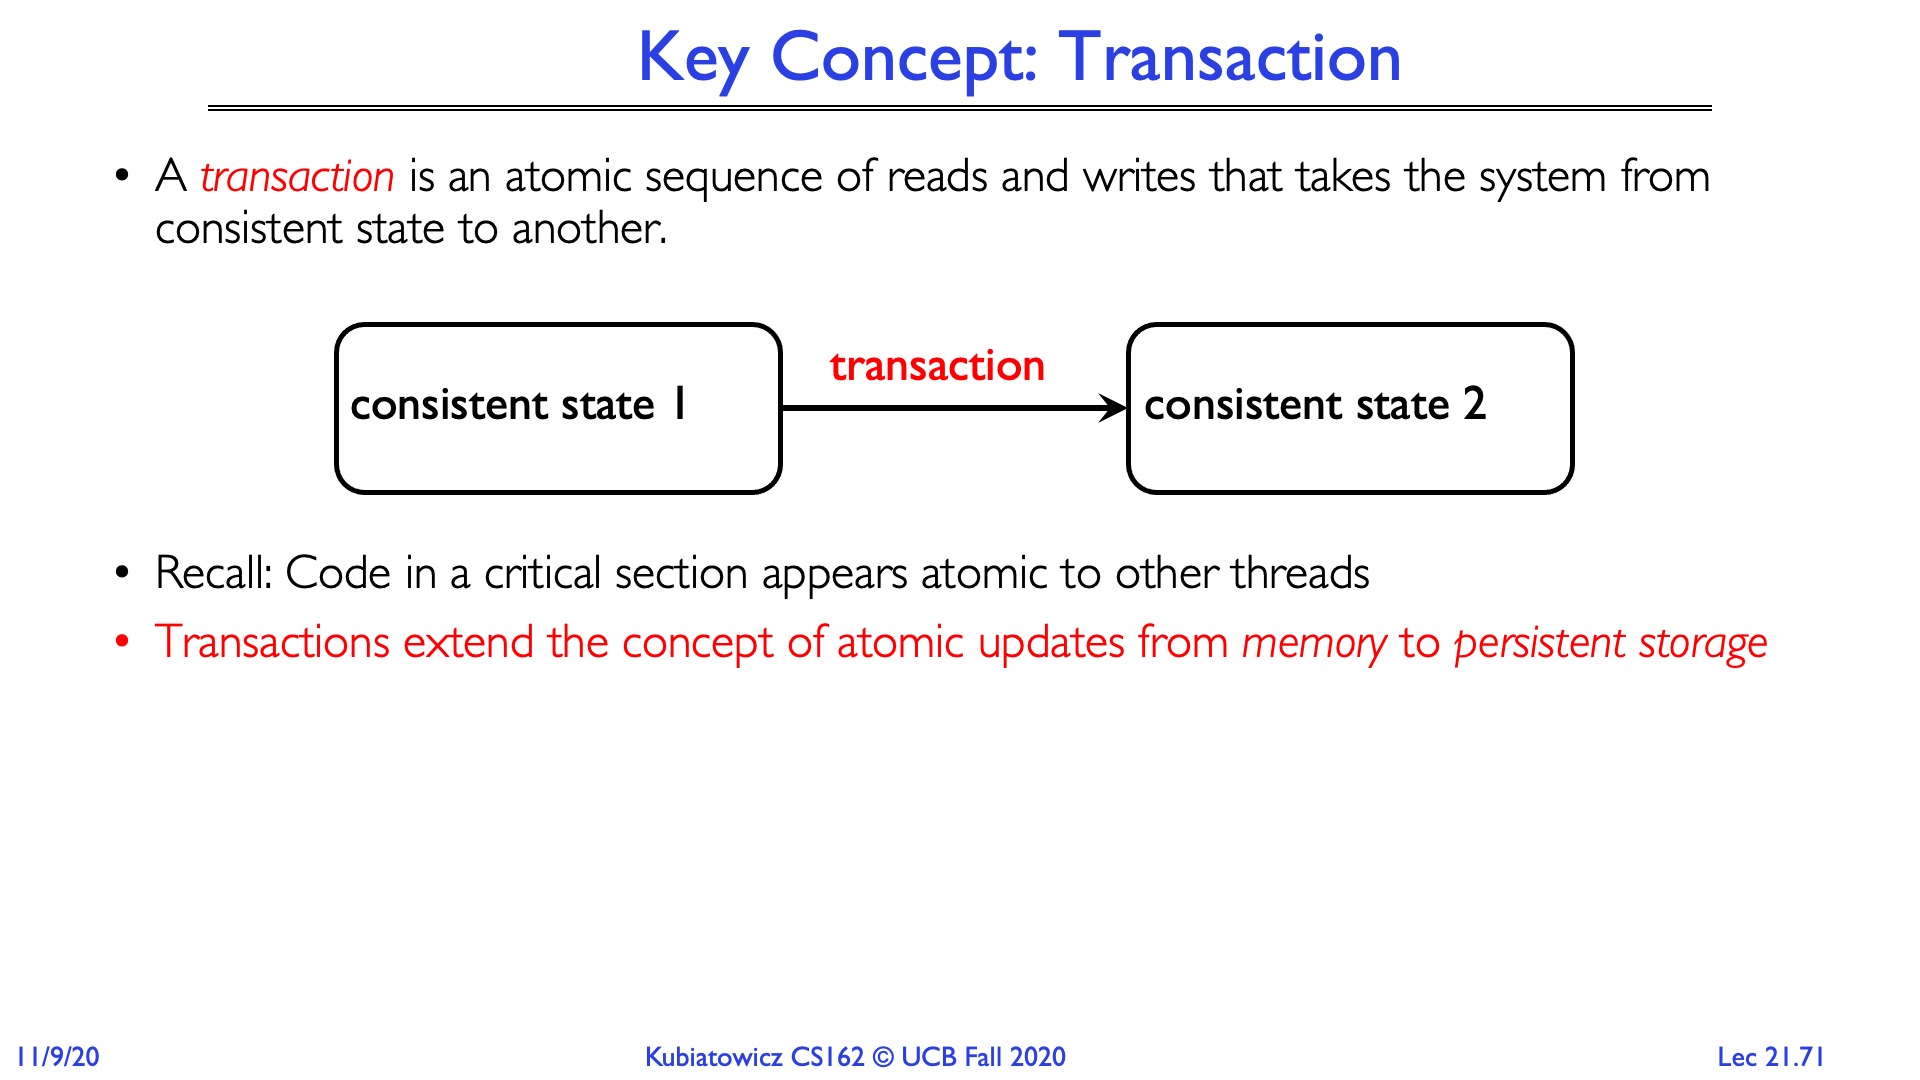 Key Concept: Transaction
• A transaction is an atomic sequence of reads and writes that takes the system from
consistent state to another.
transaction
consistent state 1
consistent state 2
• Recall: Code in a critical section appears atomic to other threads
• Transactions extend the concept of atomic updates from memory to persistent storage
11/9/20
Kubiatowicz CS162 © UCB Fall 2020
Lec 21.71